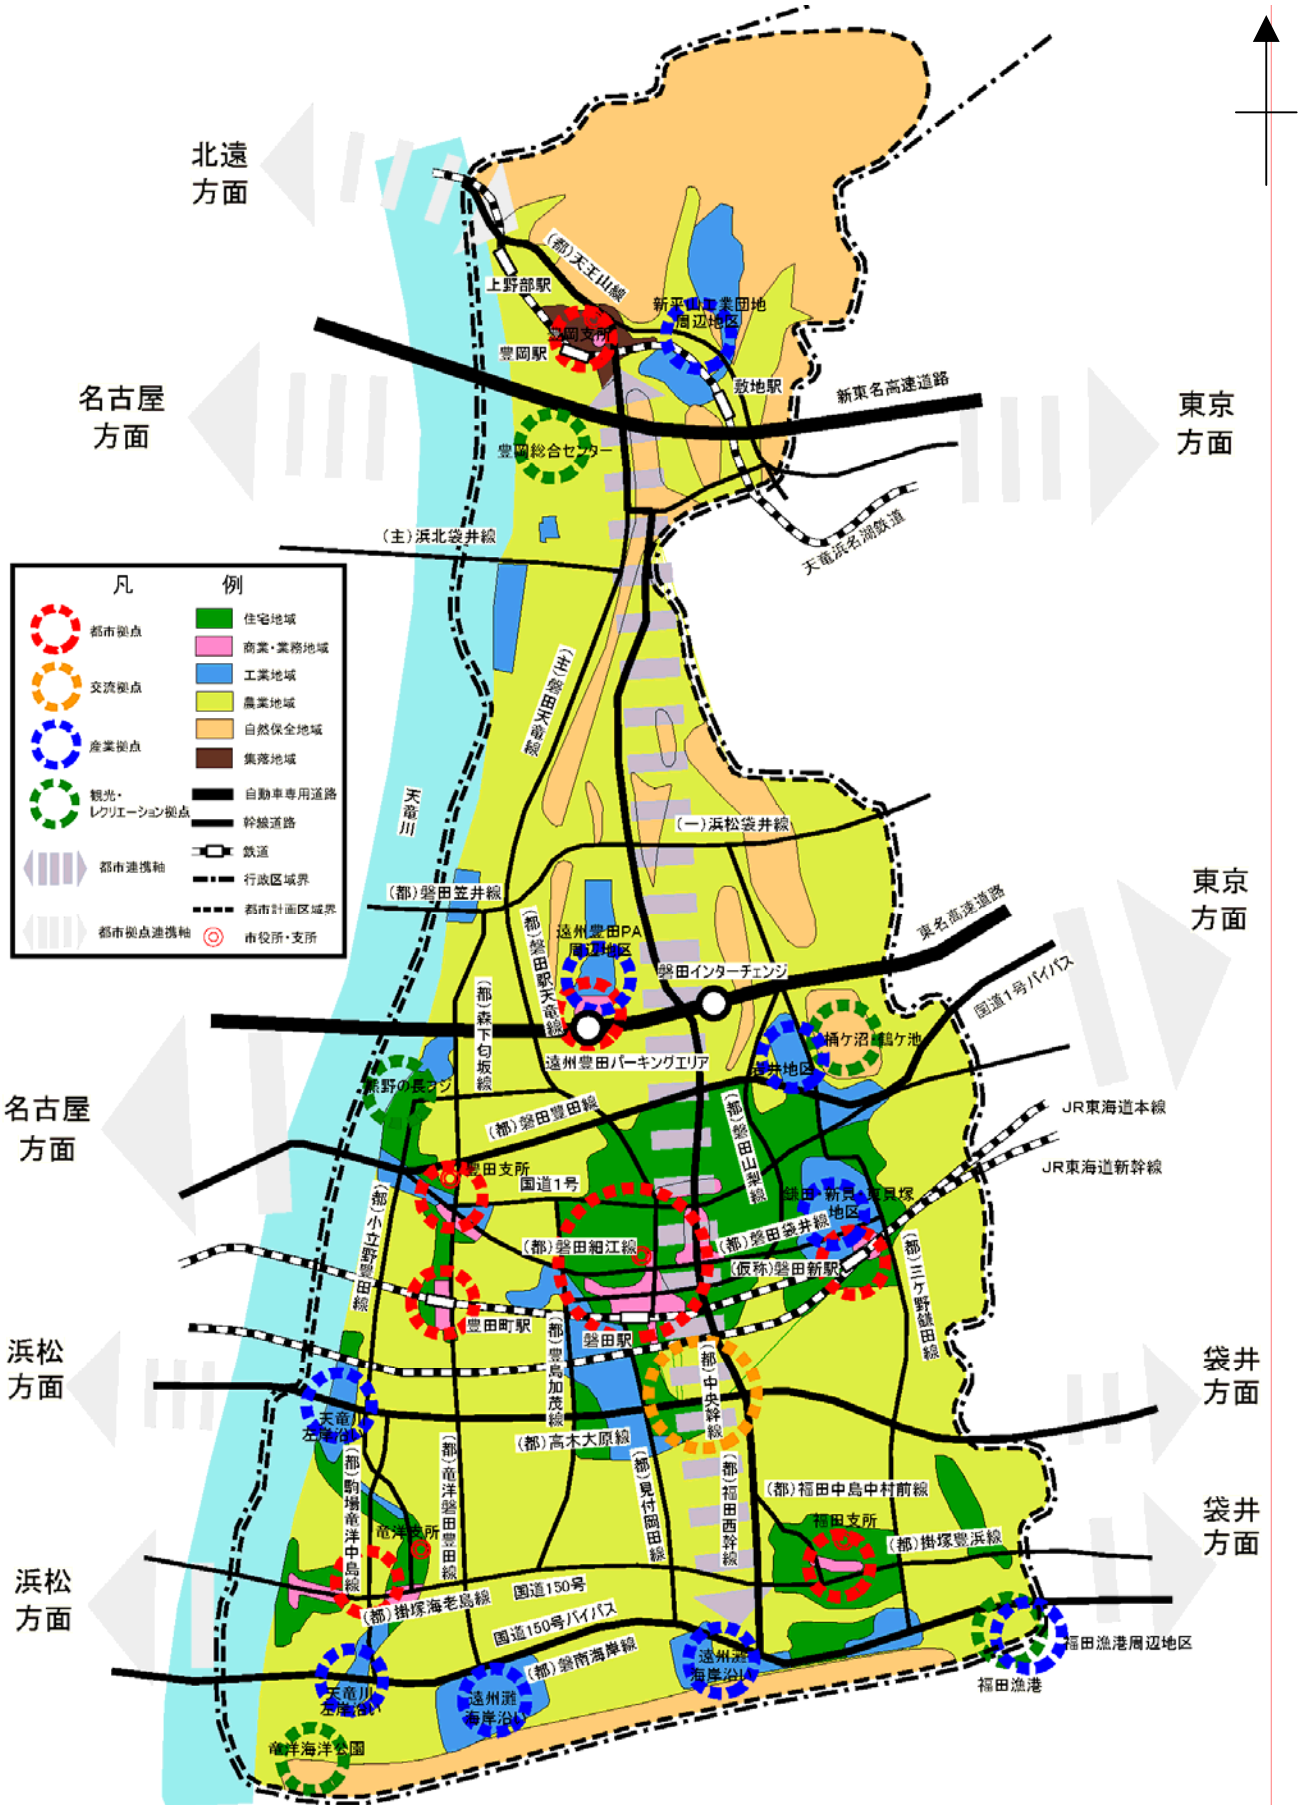 北遠
方面
(都)天王山線
上野部駅
新平山工業団地
周辺地区
豊岡支所
豊岡駅
敷地駅
新東名高速道路
名古屋
方面
東京
方面
豊岡総合センター
天竜浜名湖鉄道
(主)浜北袋井線
凡 例
都市拠点
交流拠点
産業拠点
観光・
レクリエーション拠点
都市連携軸
都市拠点連携軸
住宅地域
商業・業務地域
工業地域
農業地域
自然保全地域
集落地域
自動車専用道路
幹線道路
鉄道
行政区域界
都市計画区域界
市役所・支所
(主)磐田天竜線
天竜川
(一)浜松袋井線
(都)磐田笠井線
(都)磐田駅天竜線
遠州豊田PA
周辺地区
磐田インターチェンジ
東名高速道路
東京
方面
国道1号バイパス
(都)森下匂坂線
遠州豊田パーキングエリア
桶ケ沼・鶴ケ池
岩井地区
熊野の長フジ
名古屋
方面
(都)磐田豊田線
(都)磐田山梨線
JR東海道本線
JR東海道新幹線
豊田支所
国道1号
鎌田・新貝・東貝塚
地区
(都)小立野豊田線
(都)磐田細江線
(都)磐田袋井線
(仮称)磐田新駅
(都)三ケ野鎌田線
豊田町駅
磐田駅
(都)豊島加茂線
(都)中央幹線
浜松
方面
袋井
方面
天竜川
左岸沿い
(都)高木大原線
(都)駒場竜洋中島線
(都)竜洋磐田豊田線
(都)見付岡田線
(都)福田西幹線
(都)福田中島中村前線
福田支所
(都)掛塚豊浜線
竜洋支所
袋井
方面
浜松
方面
国道150号
(都)掛塚海老島線
国道150号バイパス
(都)磐南海岸線
遠州灘
海岸沿い
福田漁港周辺地区
福田漁港
天竜川
左岸沿い
遠州灘
海岸沿い
竜洋海洋公園